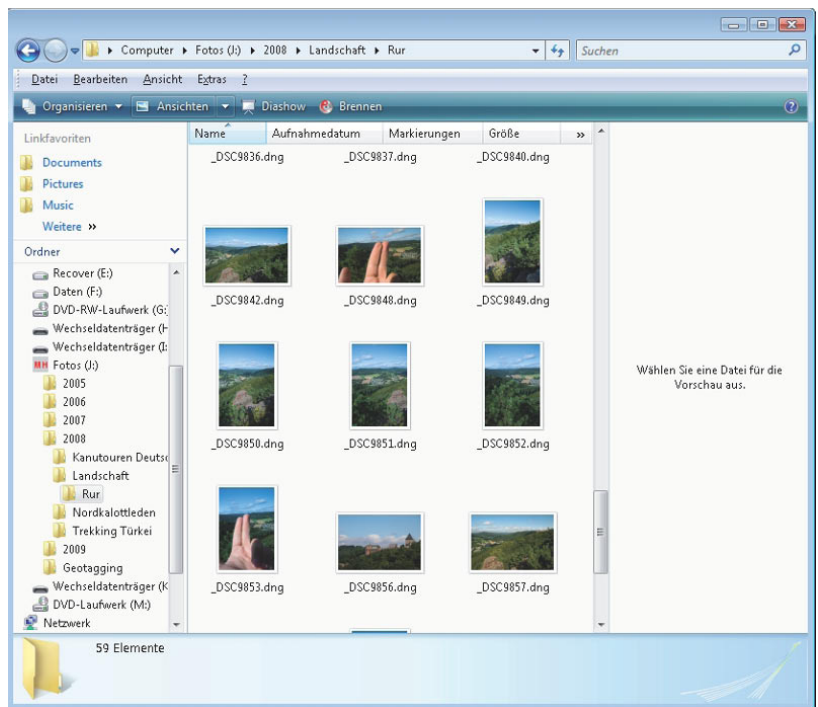 Computer ▸ Fotos (J:) ▸ 2008 ▸ Landschaft ▸ Rur
Suchen
Datei Bearbeiten Ansicht Extras ?
Organisieren Ansichten Diashow Brennen
Linkfavoriten
Documents
Pictures
Music
Weitere »
Ordner
Recover (E:)
Daten (F:)
DVD-RW-Laufwerk (G:)
Wechseldatenträger (H
Wechseldatenträger (I:
Fotos (J:)
2005
2006
2007
2008
Kanutouren Deutsc
Landschaft
Rur
Nordkalottleden
Trekking Türkei
2009
Geotagging
Wechseldatenträger (K
DVD-Laufwerk (M:)
Netzwerk
Name Aufnahmedatum Markierungen Größe »
_DSC9836.dng _DSC9837.dng _DSC9840.dng
_DSC9842.dng _DSC9848.dng _DSC9849.dng
_DSC9850.dng _DSC9851.dng _DSC9852.dng
_DSC9853.dng _DSC9856.dng _DSC9857.dng
Wählen Sie eine Datei für die
Vorschau aus.
59 Elemente